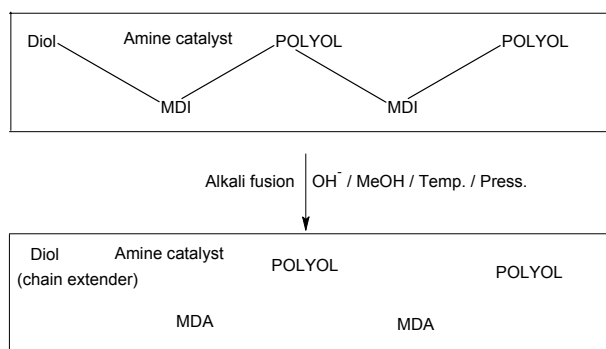 Diol Amine catalyst POLYOL POLYOL
MDI MDI
Alkali fusion OH⁻ / MeOH / Temp. / Press.
Diol Amine catalyst POLYOL POLYOL
(chain extender)
MDA MDA